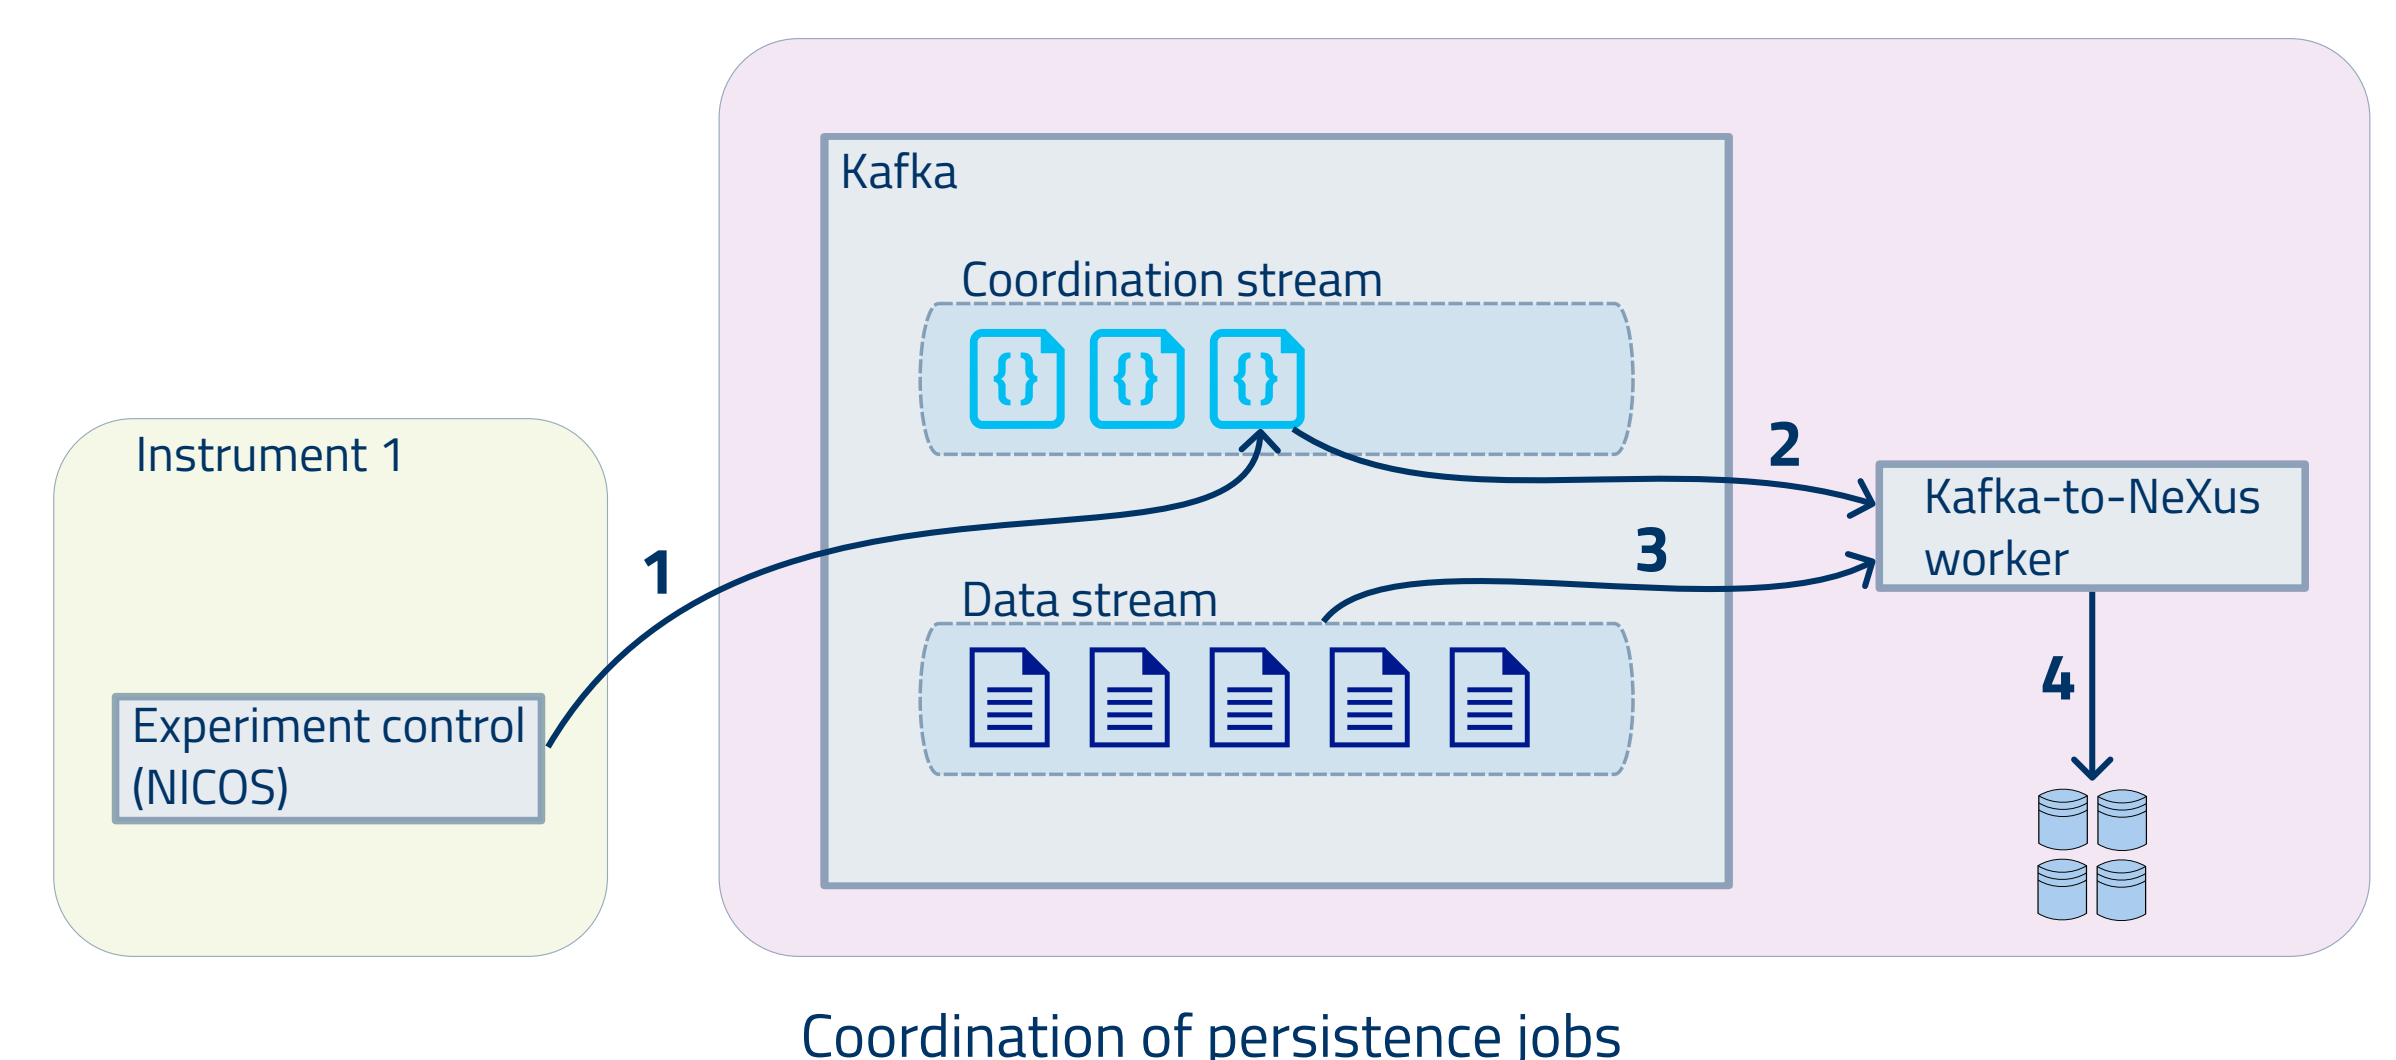 Kafka
Coordination stream
{} {} {}
Instrument 1
2
Kafka-to-NeXus
worker
1
3
Data stream
Experiment control
(NICOS)
4
Coordination of persistence jobs